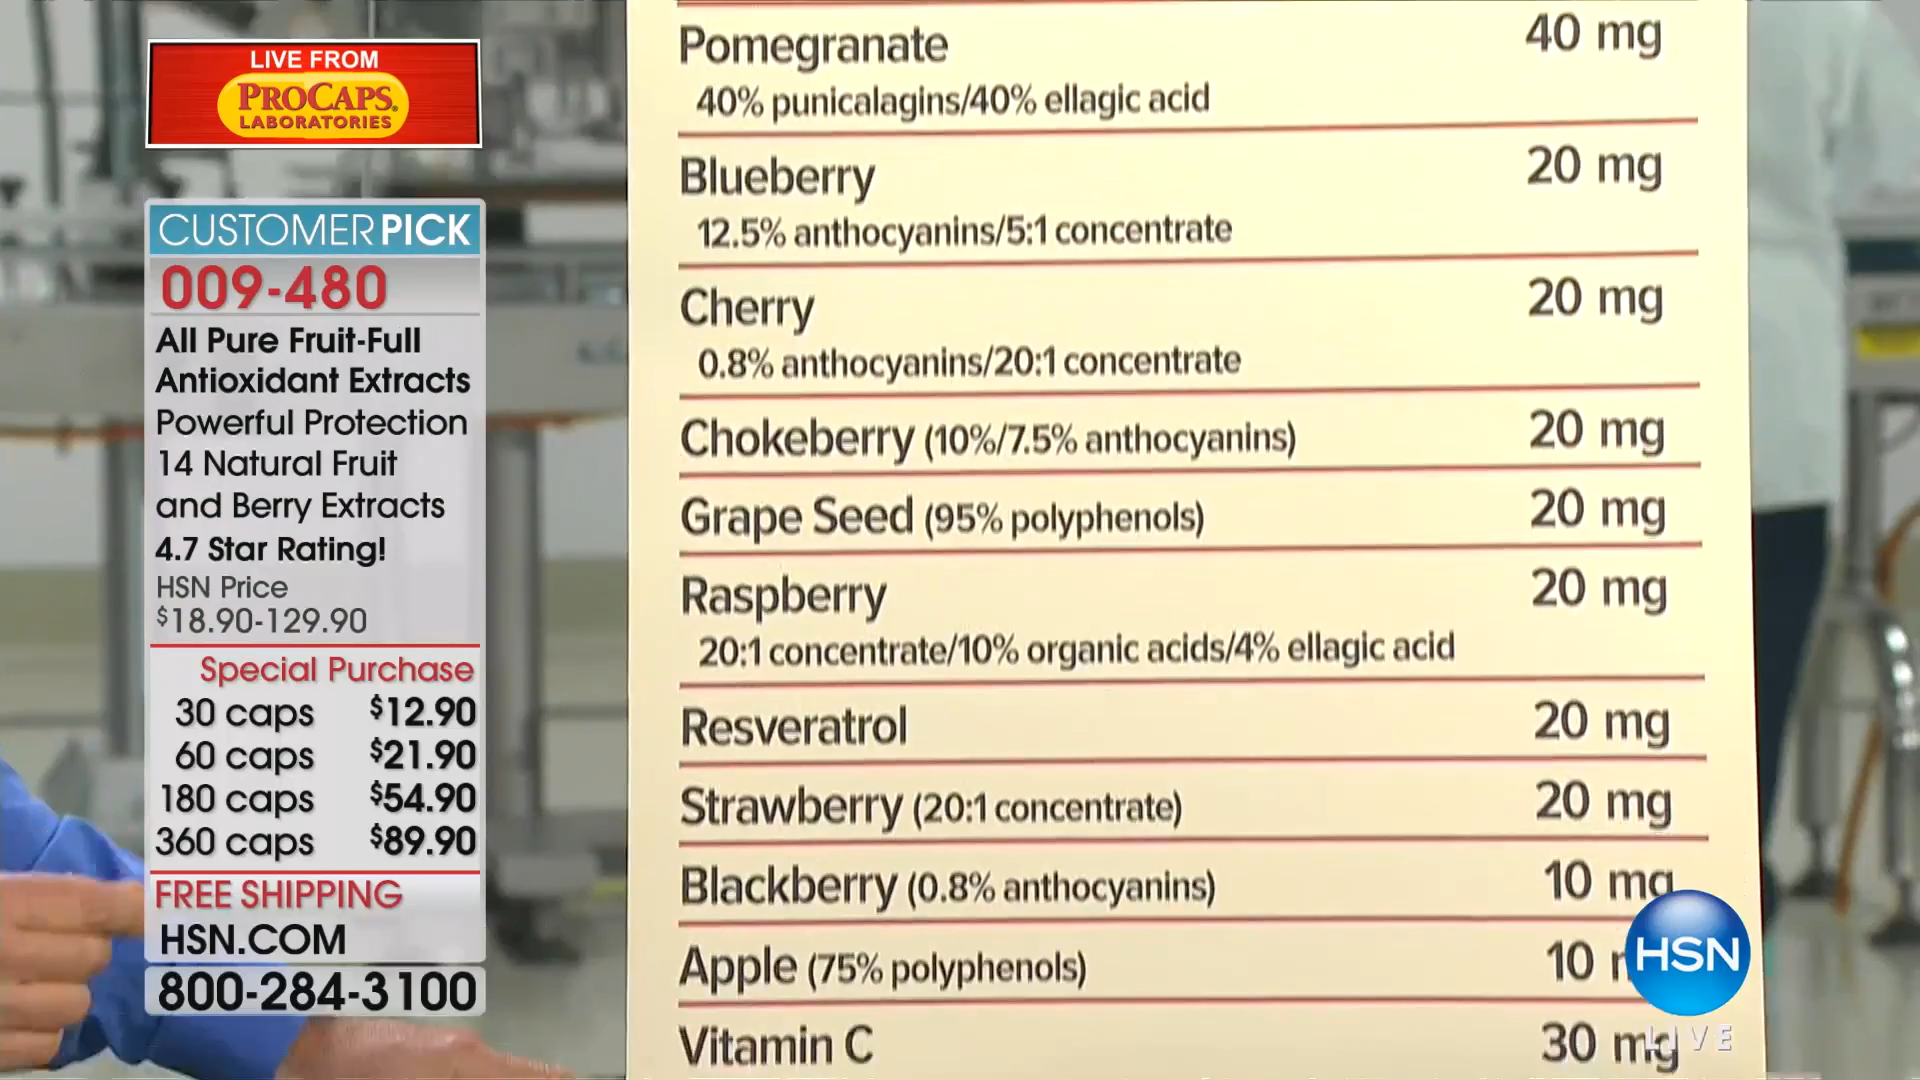 LIVE FROM
PROCAPS
LABORATORIES
CUSTOMER PICK
009-480
All Pure Fruit-Full
Antioxidant Extracts
Powerful Protection
14 Natural Fruit
and Berry Extracts
4.7 Star Rating!
HSN Price
$18.90-129.90
Special Purchase
30 caps $12.90
60 caps $21.90
180 caps $54.90
360 caps $89.90
FREE SHIPPING
HSN.COM
800-284-3100
Pomegranate 40 mg
40% punicalagins/40% ellagic acid
Blueberry 20 mg
12.5% anthocyanins/5:1 concentrate
Cherry 20 mg
0.8% anthocyanins/20:1 concentrate
Chokeberry (10%/7.5% anthocyanins) 20 mg
Grape Seed (95% polyphenols) 20 mg
Raspberry 20 mg
20:1 concentrate/10% organic acids/4% ellagic acid
Resveratrol 20 mg
Strawberry (20:1 concentrate) 20 mg
Blackberry (0.8% anthocyanins) 10 mg
Apple (75% polyphenols) 10
Vitamin C 30 mg
HSN
LIVE